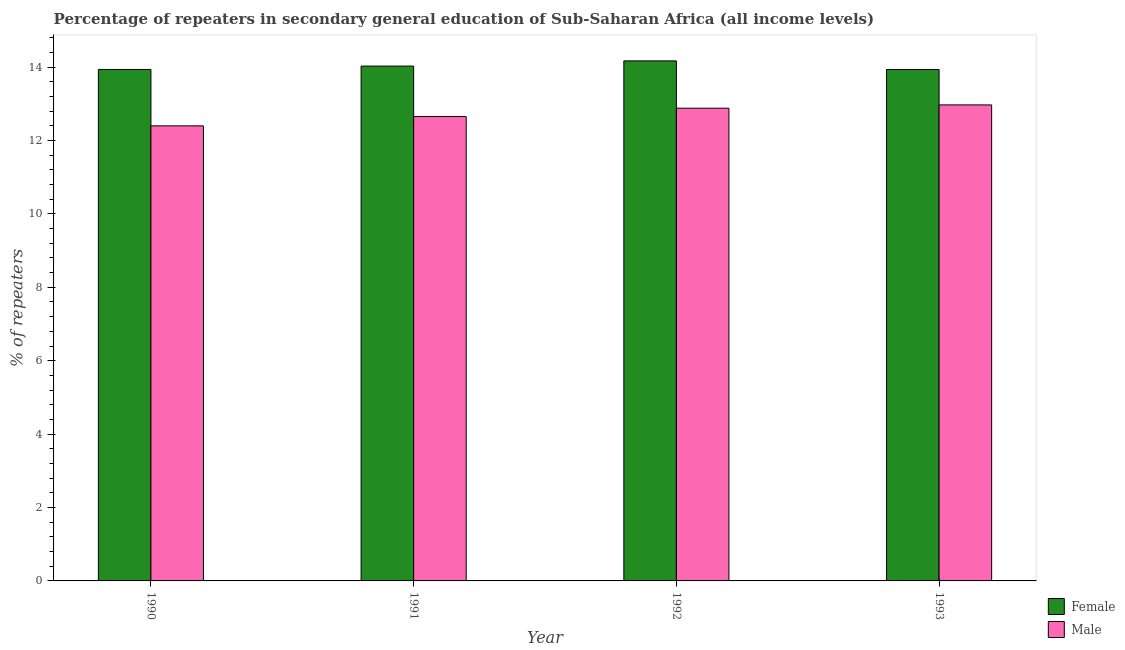 Percentage of repeaters in secondary general education of Sub-Saharan Africa (all income levels)
% of repeaters
14
12
10
8
6
4
2
0
1990
1991
1992
1993
Year
Female
Male